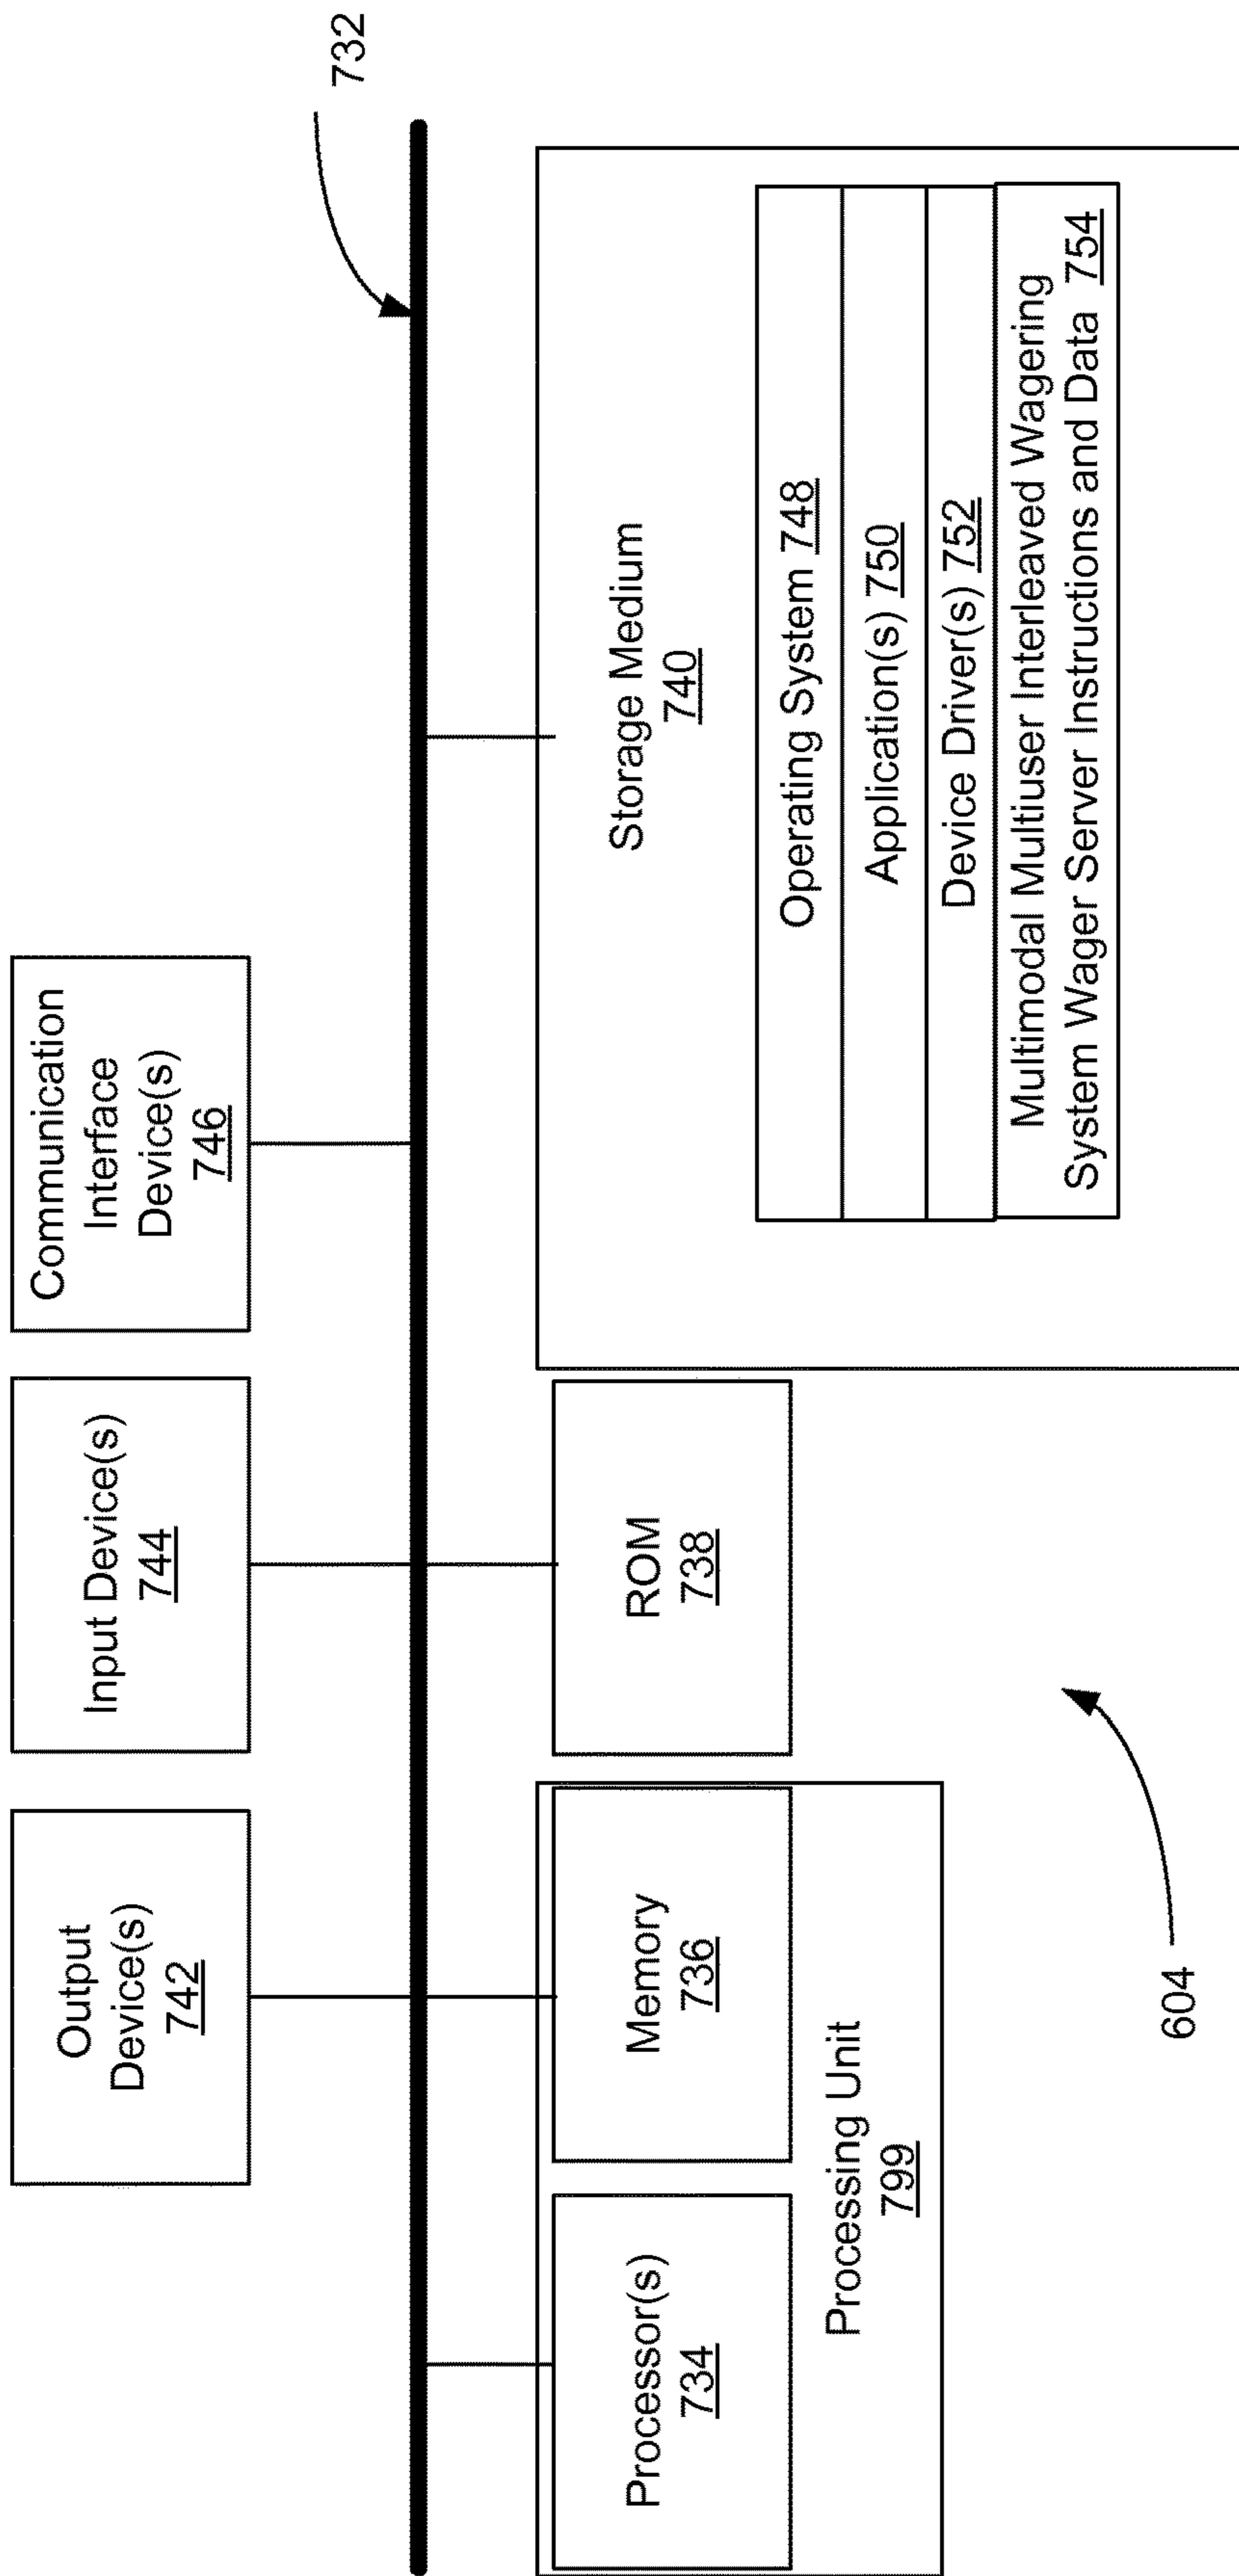 Output
Device(s)
742
Input Device(s)
744
Communication
Interface
Device(s)
746
732
Processor(s)
734
Memory
736
Processing Unit
799
ROM
738
Storage Medium
740
Operating System 748
Application(s) 750
Device Driver(s) 752
Multimodal Multiuser Interleaved Wagering
System Wager Server Instructions and Data 754
604